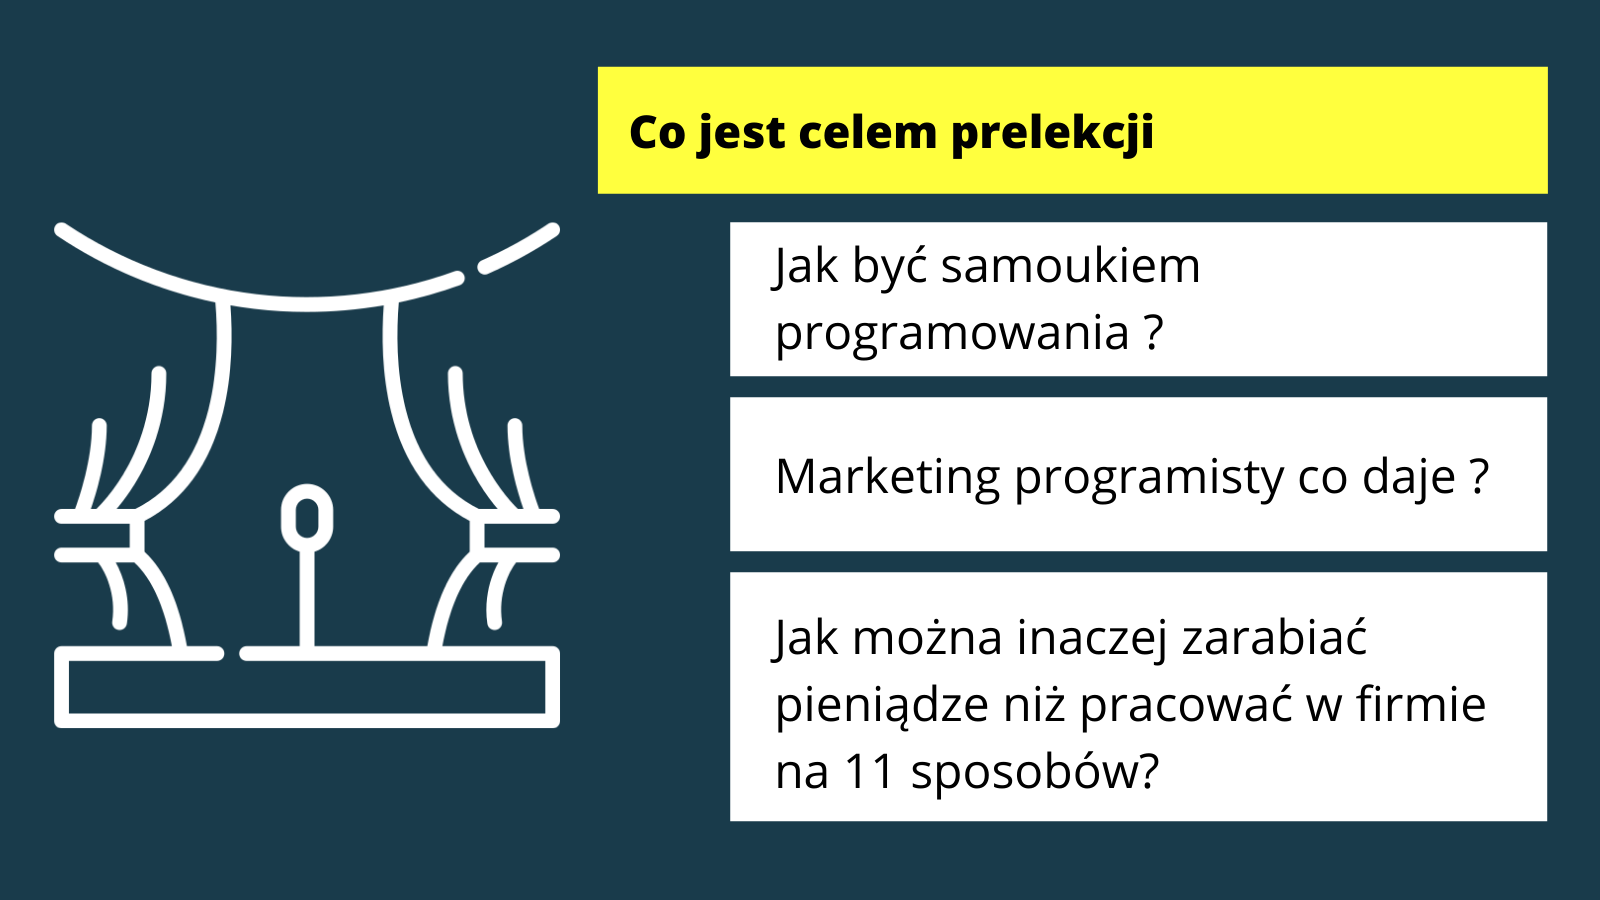 Co jest celem prelekcji
Jak być samoukiem
programowania ?
Marketing programisty co daje ?
Jak można inaczej zarabiać
pieniądze niż pracować w firmie
na 11 sposobów?